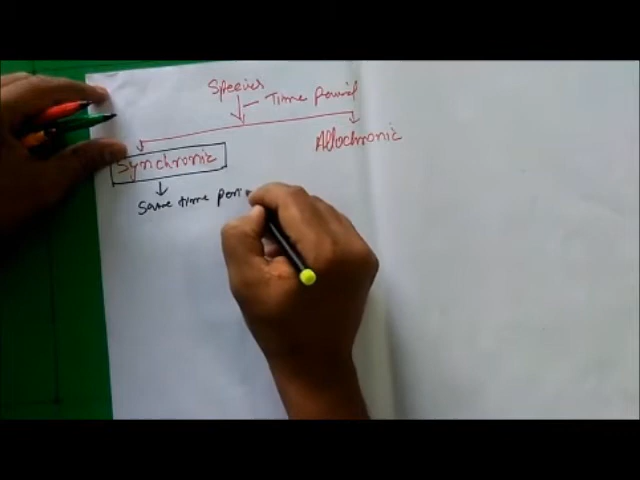 Species
Time period
Allochronic
Synchronic
Same time peri